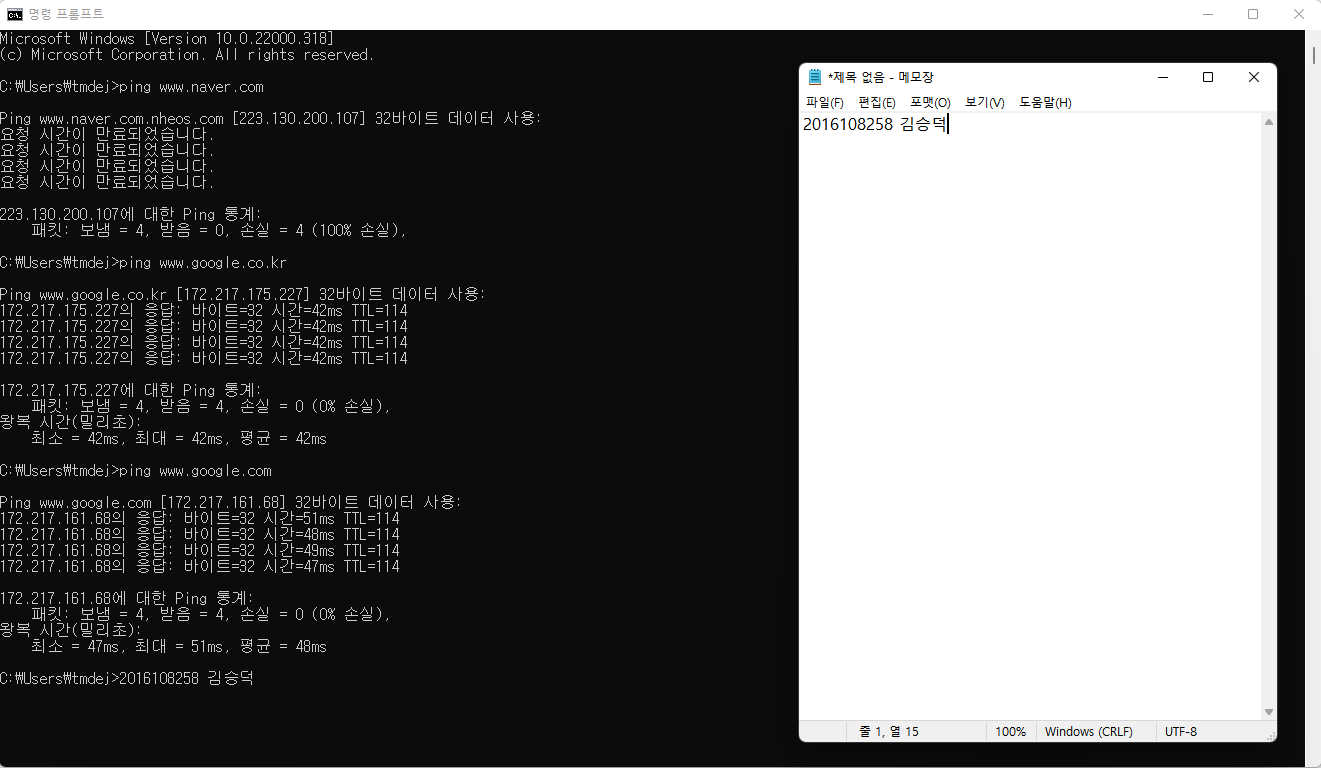 명령 프롬프트
Microsoft Windows [Version 10.0.22000.318]
(c) Microsoft Corporation. All rights reserved.
C:₩Users₩tmdej>ping www.naver.com
Ping www.naver.com.nheos.com [223.130.200.107] 32바이트 데이터 사용:
요청 시간이 만료되었습니다.
요청 시간이 만료되었습니다.
요청 시간이 만료되었습니다.
요청 시간이 만료되었습니다.
223.130.200.107에 대한 Ping 통계:
패킷: 보냄 = 4, 받음 = 0, 손실 = 4 (100% 손실),
C:₩Users₩tmdej>ping www.google.co.kr
Ping www.google.co.kr [172.217.175.227] 32바이트 데이터 사용:
172.217.175.227의 응답: 바이트=32 시간=42ms TTL=114
172.217.175.227의 응답: 바이트=32 시간=42ms TTL=114
172.217.175.227의 응답: 바이트=32 시간=42ms TTL=114
172.217.175.227의 응답: 바이트=32 시간=42ms TTL=114
172.217.175.227에 대한 Ping 통계:
패킷: 보냄 = 4, 받음 = 4, 손실 = 0 (0% 손실),
왕복 시간(밀리초):
최소 = 42ms, 최대 = 42ms, 평균 = 42ms
C:₩Users₩tmdej>ping www.google.com
Ping www.google.com [172.217.161.68] 32바이트 데이터 사용:
172.217.161.68의 응답: 바이트=32 시간=51ms TTL=114
172.217.161.68의 응답: 바이트=32 시간=48ms TTL=114
172.217.161.68의 응답: 바이트=32 시간=49ms TTL=114
172.217.161.68의 응답: 바이트=32 시간=47ms TTL=114
172.217.161.68에 대한 Ping 통계:
패킷: 보냄 = 4, 받음 = 4, 손실 = 0 (0% 손실),
왕복 시간(밀리초):
최소 = 47ms, 최대 = 51ms, 평균 = 48ms
C:₩Users₩tmdej>2016108258 김승덕
*제목 없음 - 메모장
파일(F) 편집(E) 포맷(O) 보기(V) 도움말(H)
2016108258 김승덕
줄 1, 열 15 100% Windows (CRLF) UTF-8